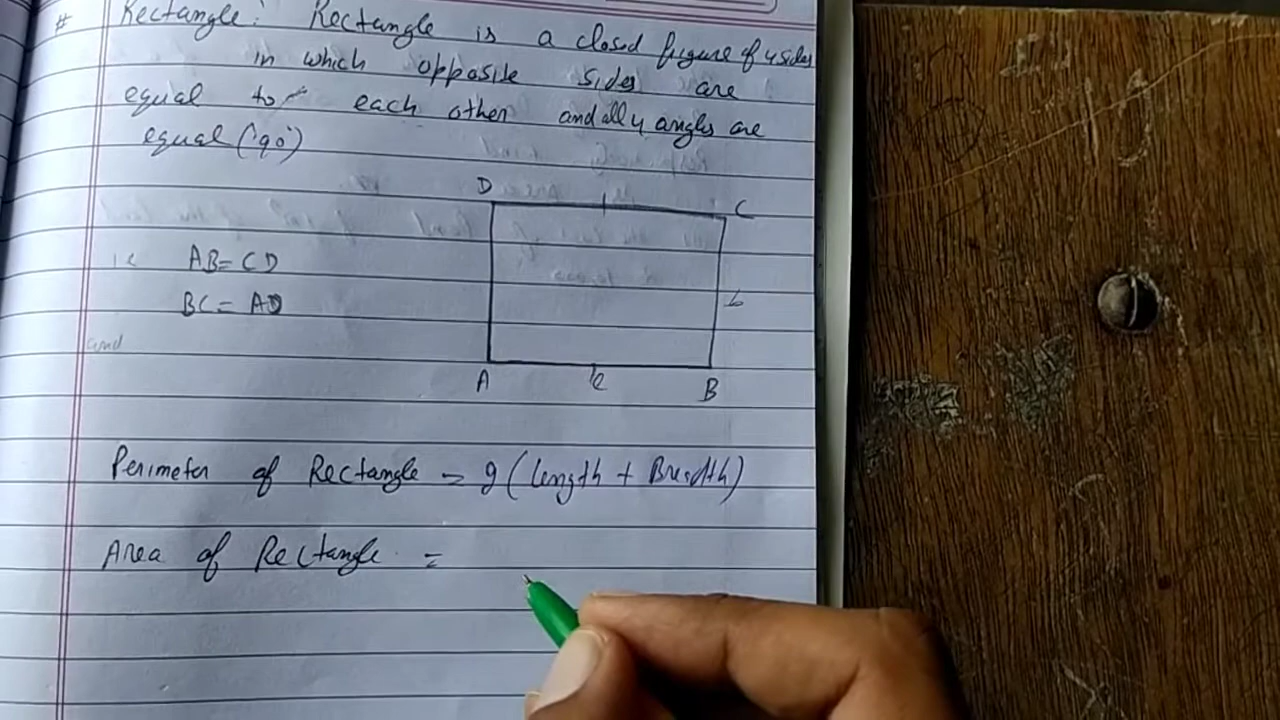 # Rectangle: Rectangle is a closed figure of 4 sides
in which opposite sides are
equal to each other and all 4 angles are
equal (90°)
D
C
AB = CD
BC = AD
b
and
A
l
B
Perimeter of Rectangle = 2 (length + Breadth)
Area of Rectangle =